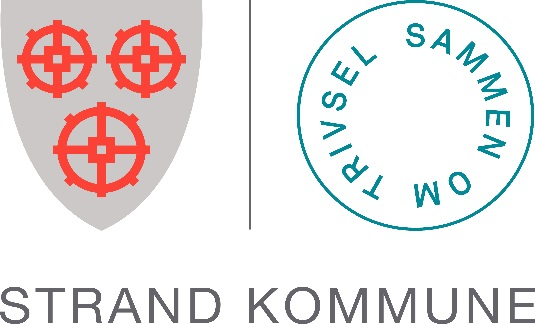 SAMMEN OM TRIVSEL
STRAND KOMMUNE